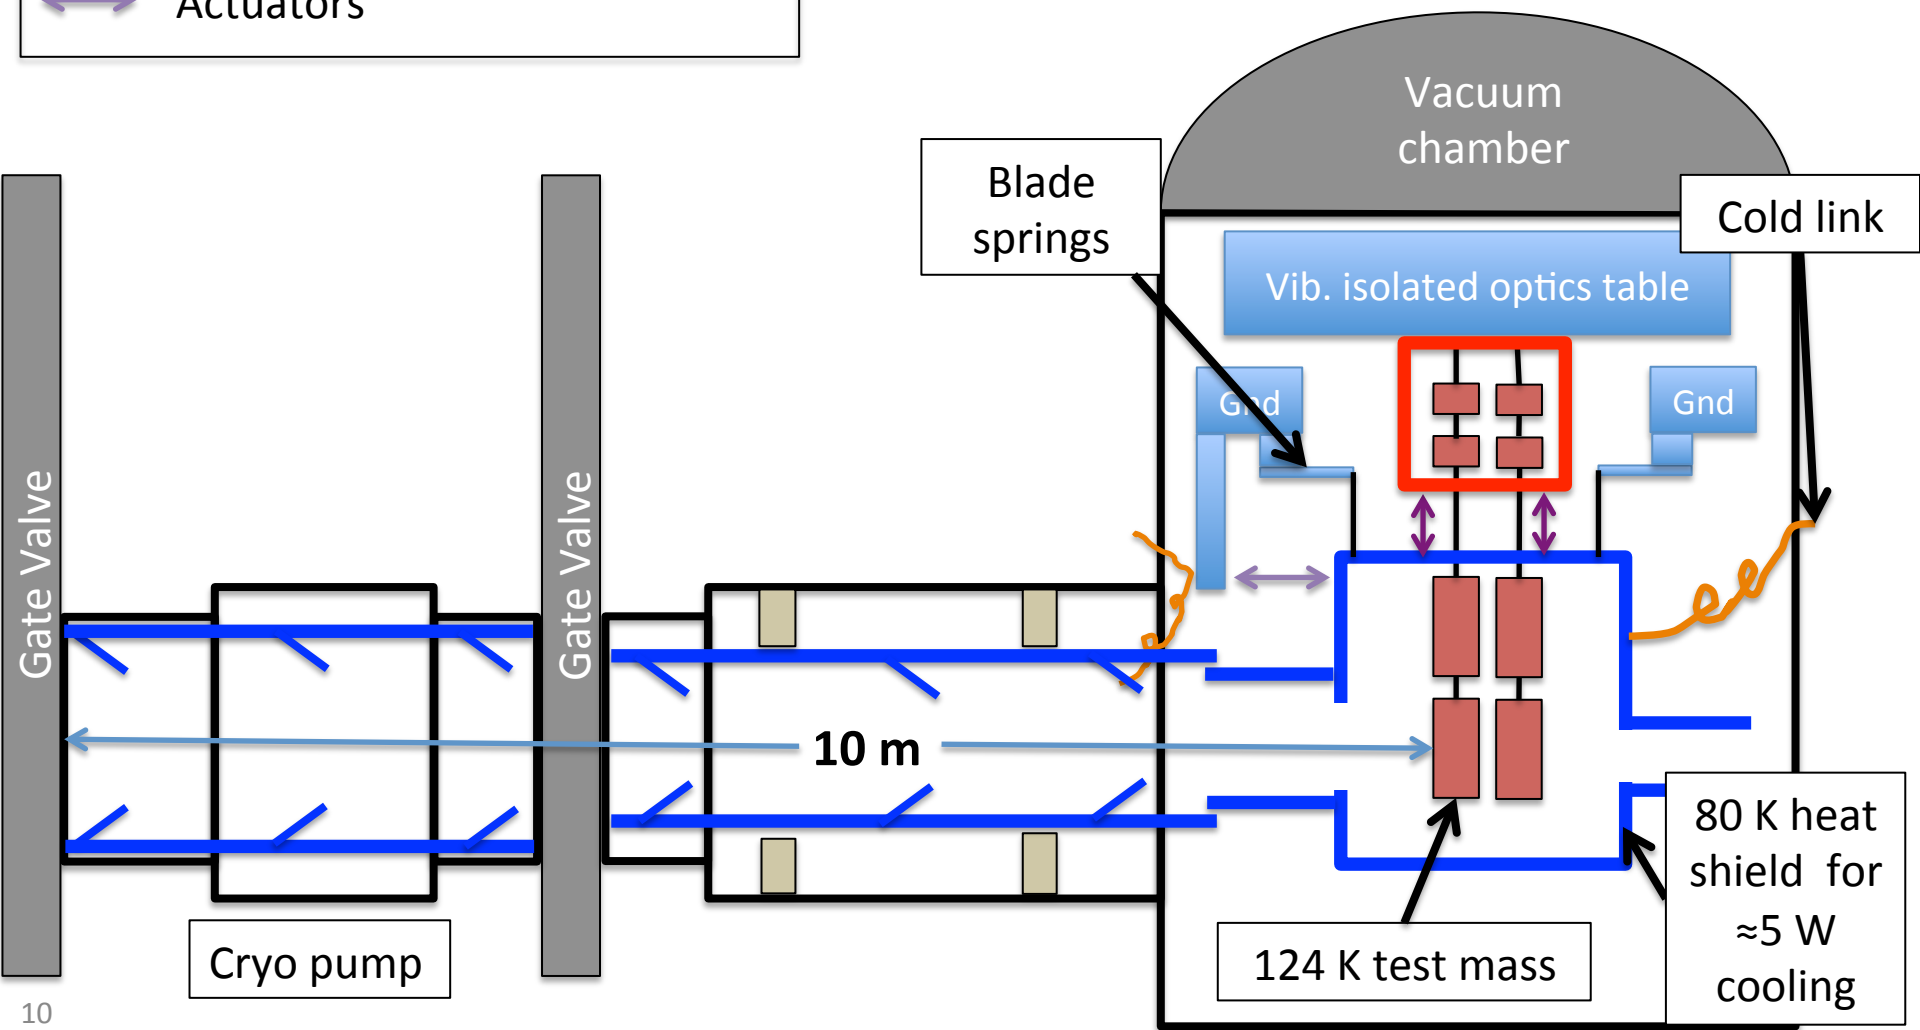 Actuators
Vacuum
chamber
Blade
springs
Cold link
Vib. isolated optics table
Gnd
Gnd
Gate Valve
Gate Valve
10 m
80 K heat
shield for
≈5 W
cooling
124 K test mass
Cryo pump
10